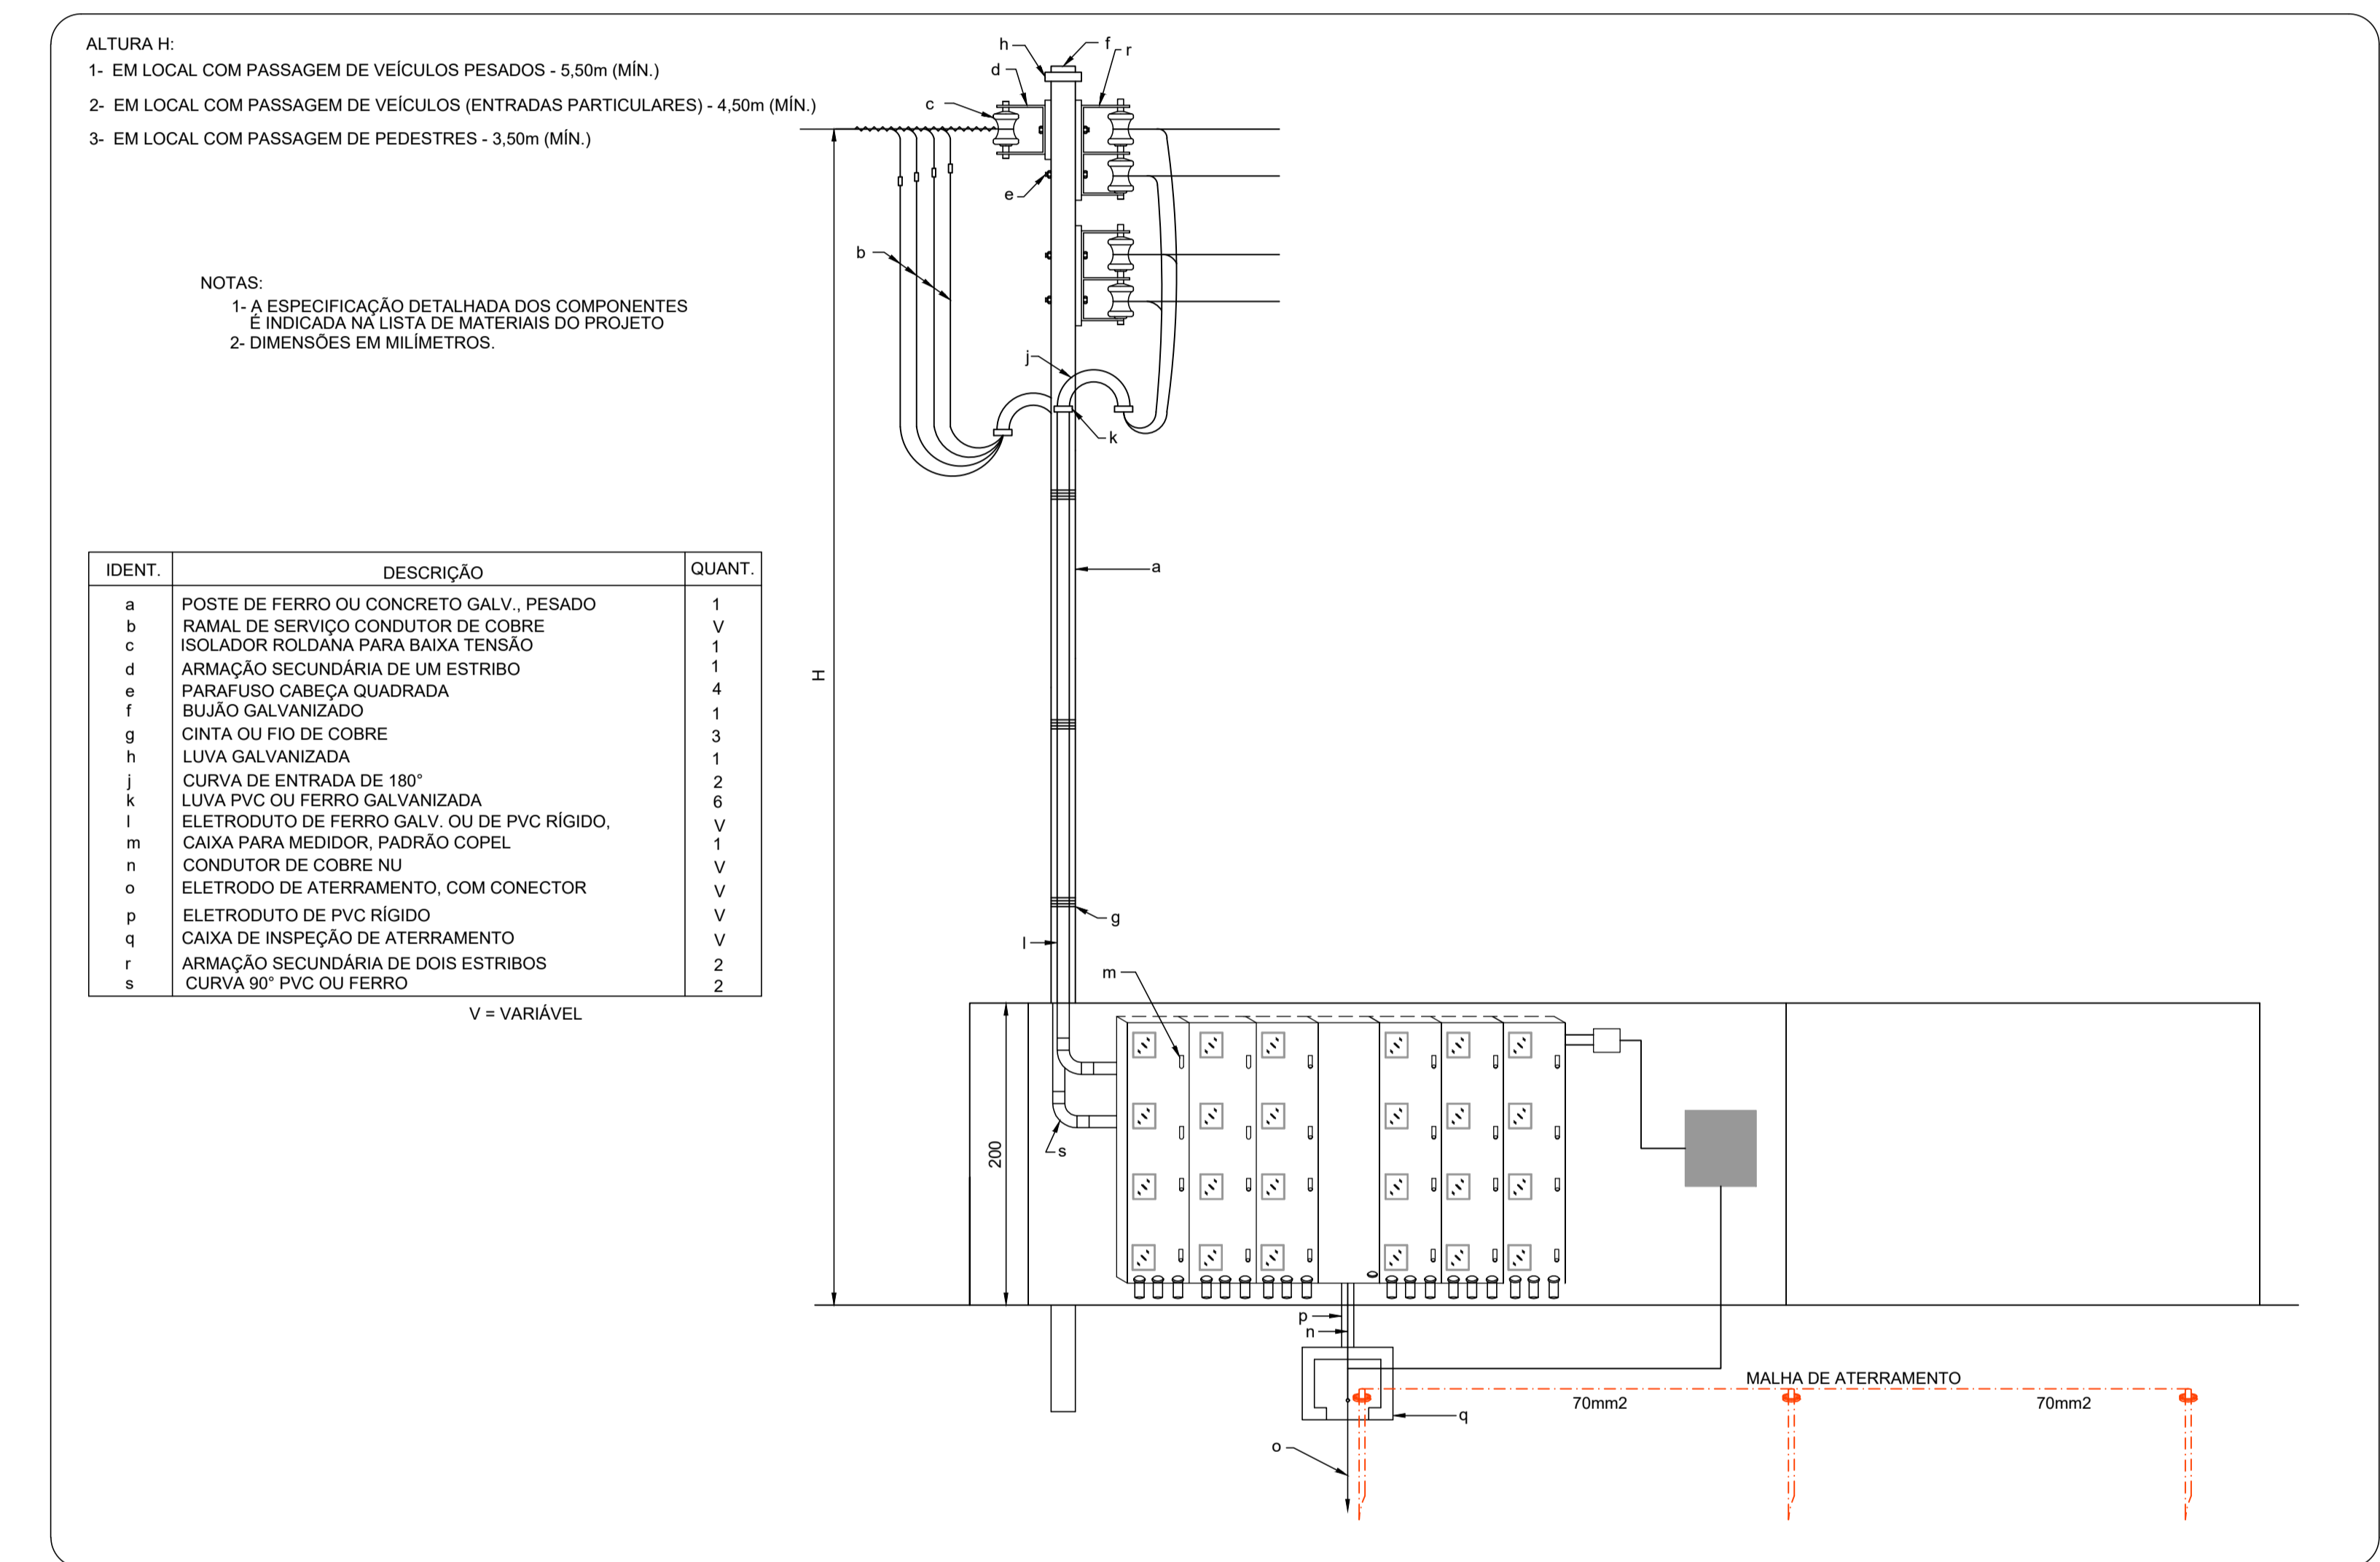 ALTURA H:
1- EM LOCAL COM PASSAGEM DE VEÍCULOS PESADOS - 5,50m (MÍN.)
2- EM LOCAL COM PASSAGEM DE VEÍCULOS (ENTRADAS PARTICULARES) - 4,50m (MÍN.)
3- EM LOCAL COM PASSAGEM DE PEDESTRES - 3,50m (MÍN.)
NOTAS:
1- A ESPECIFICAÇÃO DETALHADA DOS COMPONENTES
É INDICADA NA LISTA DE MATERIAIS DO PROJETO
2- DIMENSÕES EM MILÍMETROS.
IDENT. DESCRIÇÃO QUANT.
a POSTE DE FERRO OU CONCRETO GALV., PESADO 1
b RAMAL DE SERVIÇO CONDUTOR DE COBRE V
c ISOLADOR ROLDANA PARA BAIXA TENSÃO 1
d ARMAÇÃO SECUNDÁRIA DE UM ESTRIBO 1
e PARAFUSO CABEÇA QUADRADA 4
f BUJÃO GALVANIZADO 1
g CINTA OU FIO DE COBRE 3
h LUVA GALVANIZADA 1
j CURVA DE ENTRADA DE 180° 2
k LUVA PVC OU FERRO GALVANIZADA 6
l ELETRODUTO DE FERRO GALV. OU DE PVC RÍGIDO, V
m CAIXA PARA MEDIDOR, PADRÃO COPEL 1
n CONDUTOR DE COBRE NU V
o ELETRODO DE ATERRAMENTO, COM CONECTOR V
p ELETRODUTO DE PVC RÍGIDO V
q CAIXA DE INSPEÇÃO DE ATERRAMENTO V
r ARMAÇÃO SECUNDÁRIA DE DOIS ESTRIBOS 2
s CURVA 90° PVC OU FERRO 2
V = VARIÁVEL
h
f
r
d
c
e
b
j
k
a
H
g
l
m
200
s
p
n
MALHA DE ATERRAMENTO
70mm2
70mm2
q
o